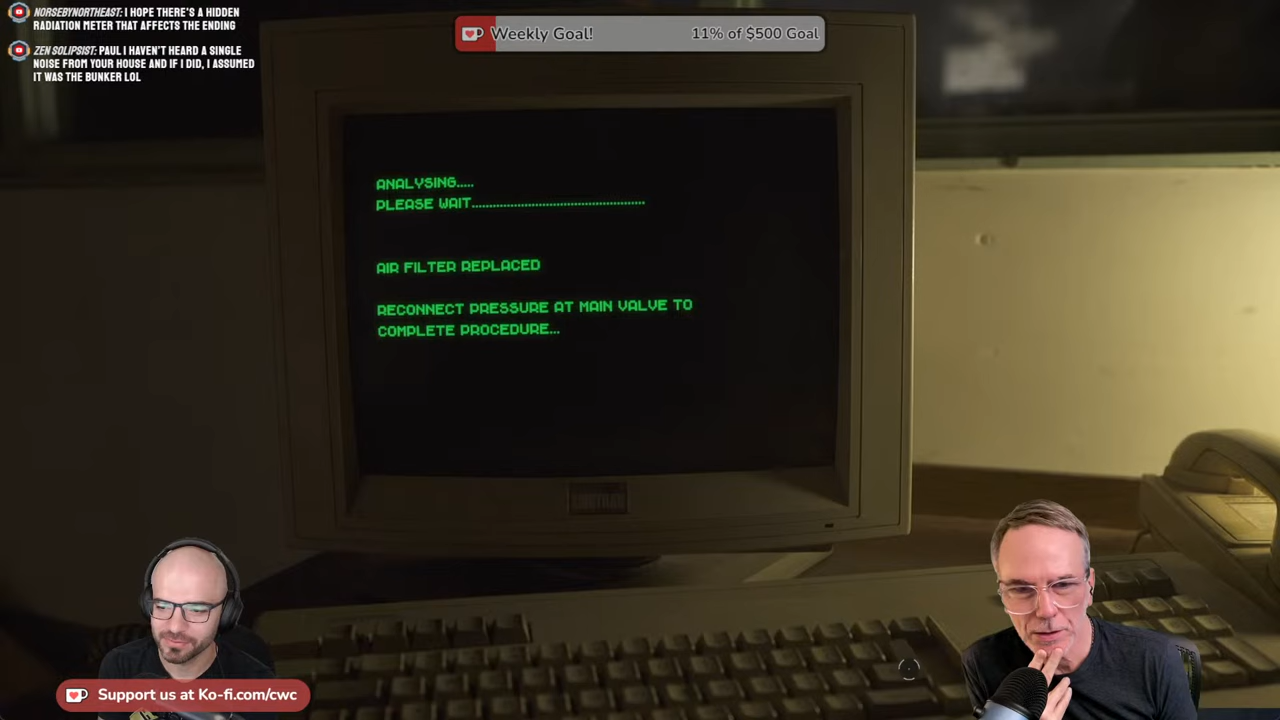 NORSEBYNORTHEAST: I HOPE THERE'S A HIDDEN
RADIATION METER THAT AFFECTS THE ENDING
ZEN SOLIPSIST: PAUL I HAVEN'T HEARD A SINGLE
NOISE FROM YOUR HOUSE AND IF I DID, I ASSUMED
IT WAS THE BUNKER LOL
Weekly Goal! 11% of $500 Goal
ANALYSING.....
PLEASE WAIT.................................................
AIR FILTER REPLACED
RECONNECT PRESSURE AT MAIN VALVE TO
COMPLETE PROCEDURE...
Support us at Ko-fi.com/cwc